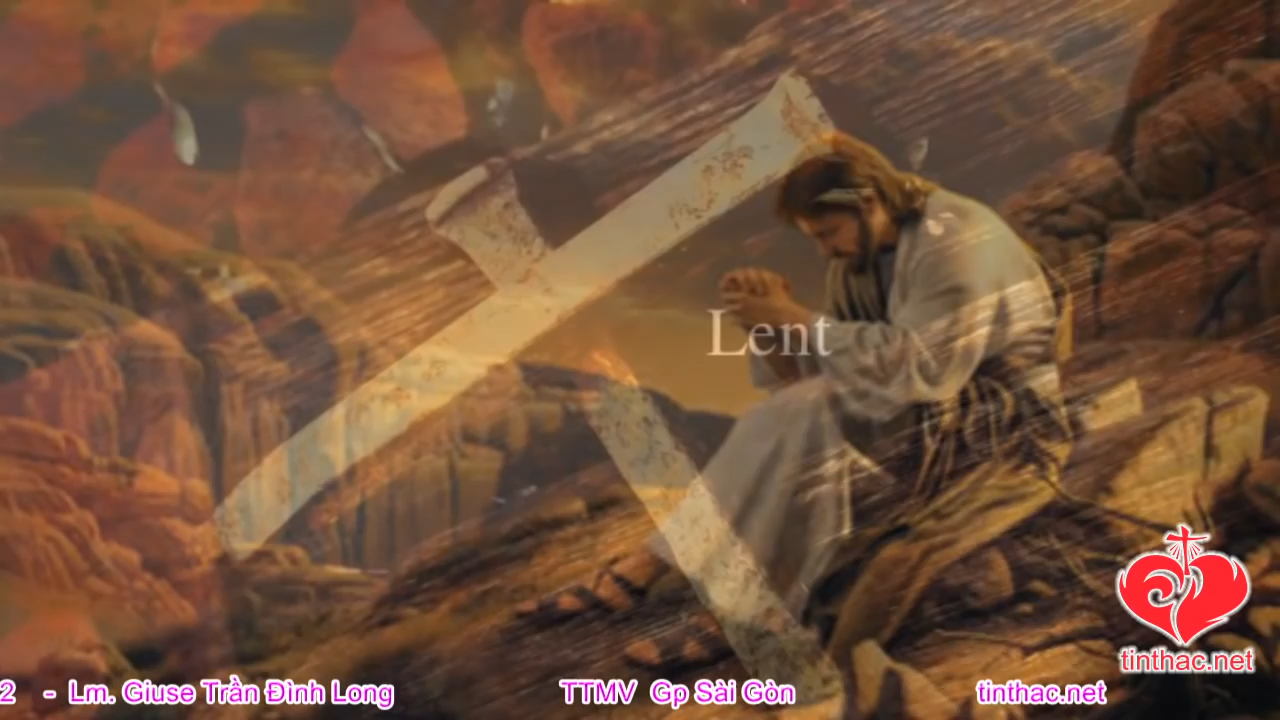 Lent
tinthac.net
2 - Lm. Giuse Trần Đình Long TTMV Gp Sài Gòn tinthac.net